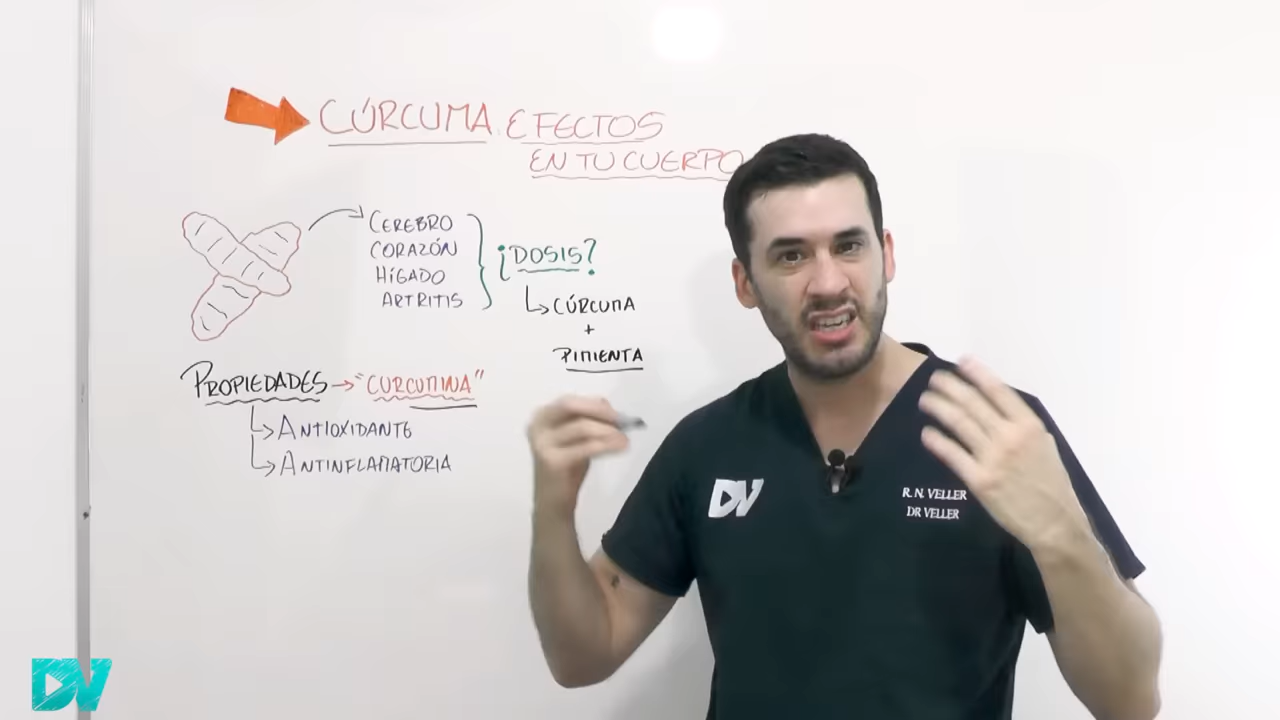 CÚRCUMA. EFECTOS
EN TU CUERPO
CEREBRO
CORAZÓN
HÍGADO
ARTRITIS
¿DOSIS?
CÚRCUMA
+
PIMIENTA
PROPIEDADES → "CURCUMINA"
ANTIOXIDANTE
ANTINFLAMATORIA
DV
R. N. VELLER
DR VELLER
DV